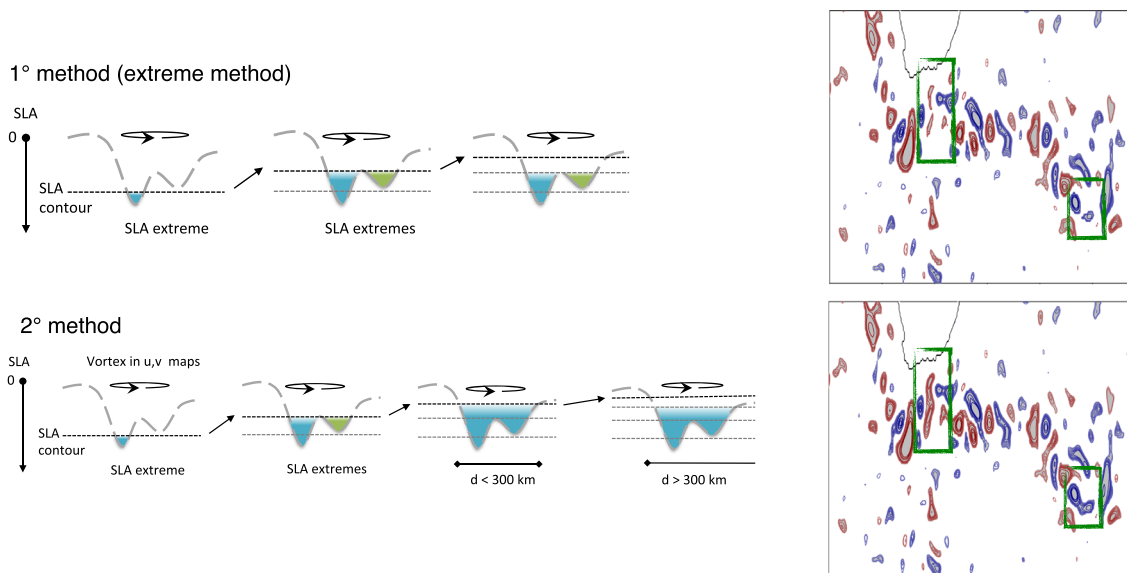 1° method (extreme method)
SLA
0
SLA
contour
SLA extreme
SLA extremes
2° method
SLA
Vortex in u,v maps
0
SLA
contour
SLA extreme
SLA extremes
d < 300 km
d > 300 km